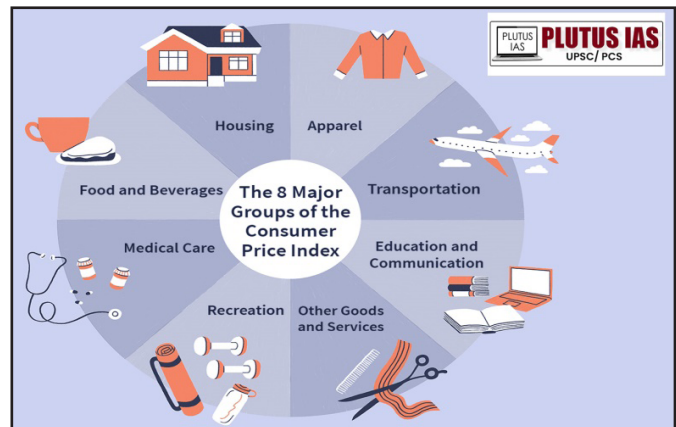 PLUTUS
IAS
PLUTUS IAS
UPSC/ PCS
Housing
Apparel
Food and Beverages
The 8 Major
Groups of the
Consumer
Price Index
Transportation
Medical Care
Education and
Communication
Recreation
Other Goods
and Services